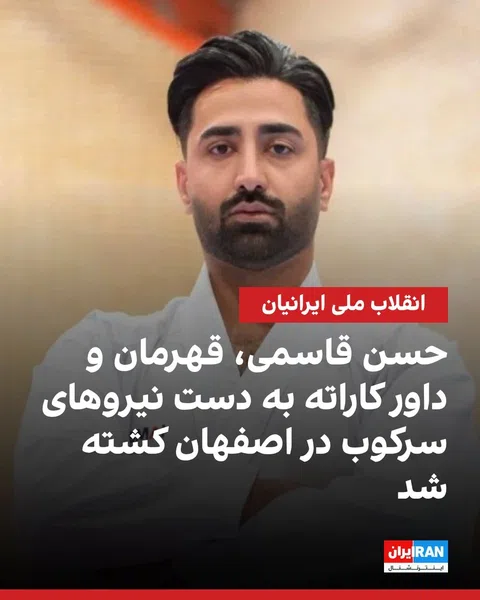 انقلاب ملی ایرانیان
حسن قاسمی، قهرمان و
داور کاراته به دست نیروهای
سرکوب در اصفهان کشته
شد
ایران IRAN
اینترنشنال